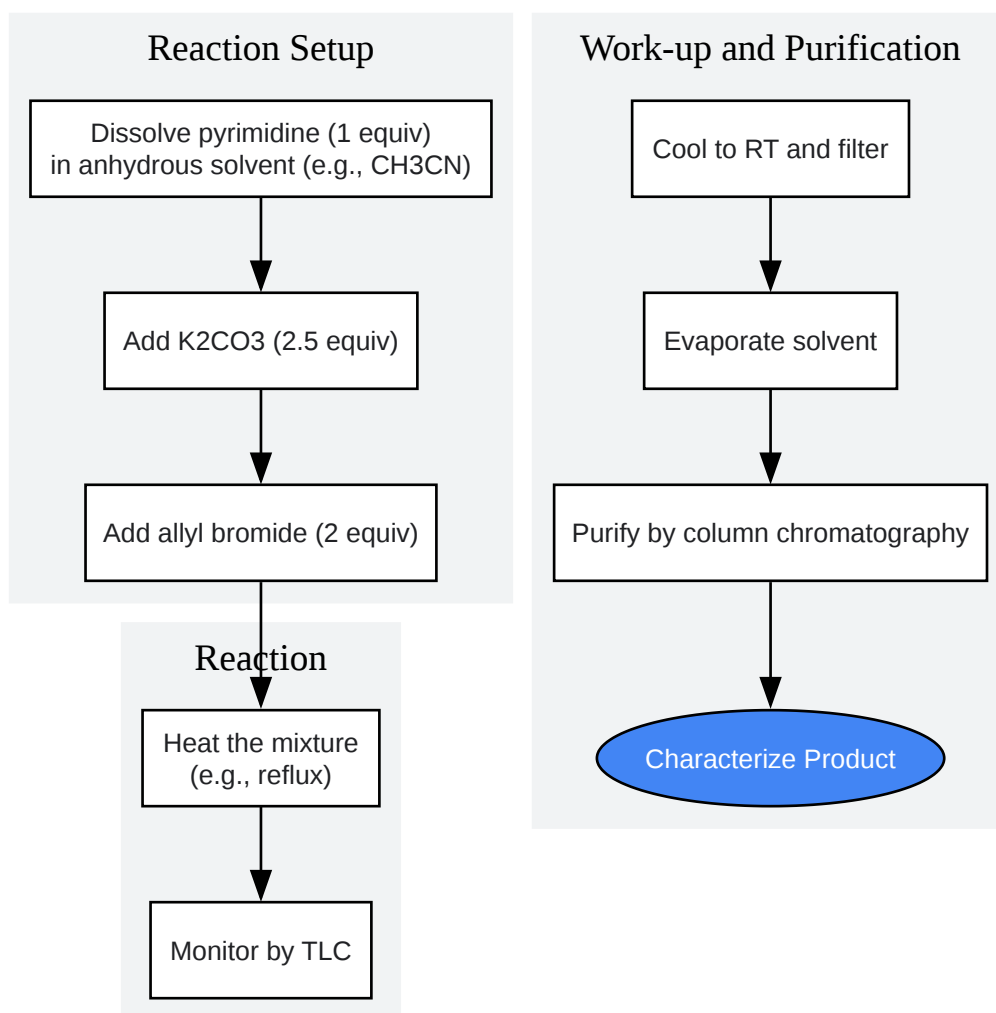 Reaction Setup
Dissolve pyrimidine (1 equiv)
in anhydrous solvent (e.g., CH3CN)
Add K2CO3 (2.5 equiv)
Add allyl bromide (2 equiv)
Reaction
Heat the mixture
(e.g., reflux)
Monitor by TLC
Work-up and Purification
Cool to RT and filter
Evaporate solvent
Purify by column chromatography
Characterize Product